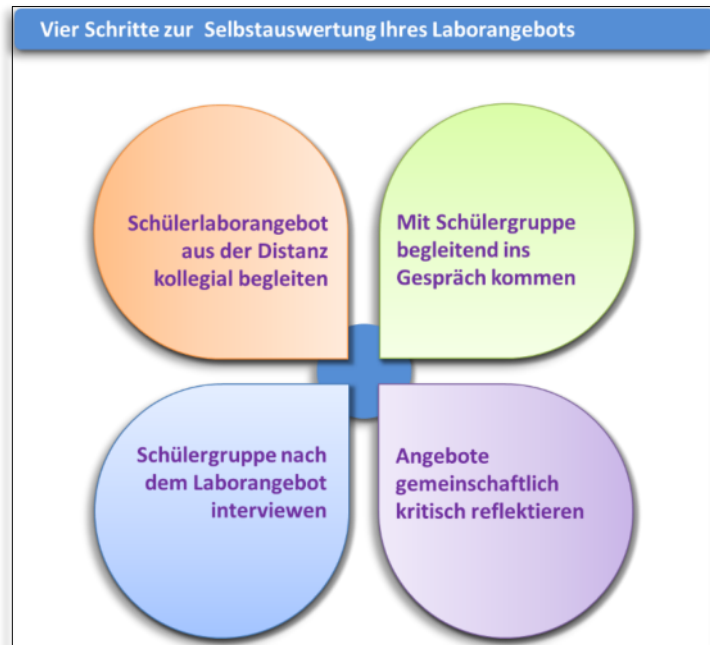 Vier Schritte zur Selbstauswertung Ihres Laborangebots
Schülerlaborangebot
aus der Distanz
kollegial begleiten
Mit Schülergruppe
begleitend ins
Gespräch kommen
Schülergruppe nach
dem Laborangebot
interviewen
Angebote
gemeinschaftlich
kritisch reflektieren